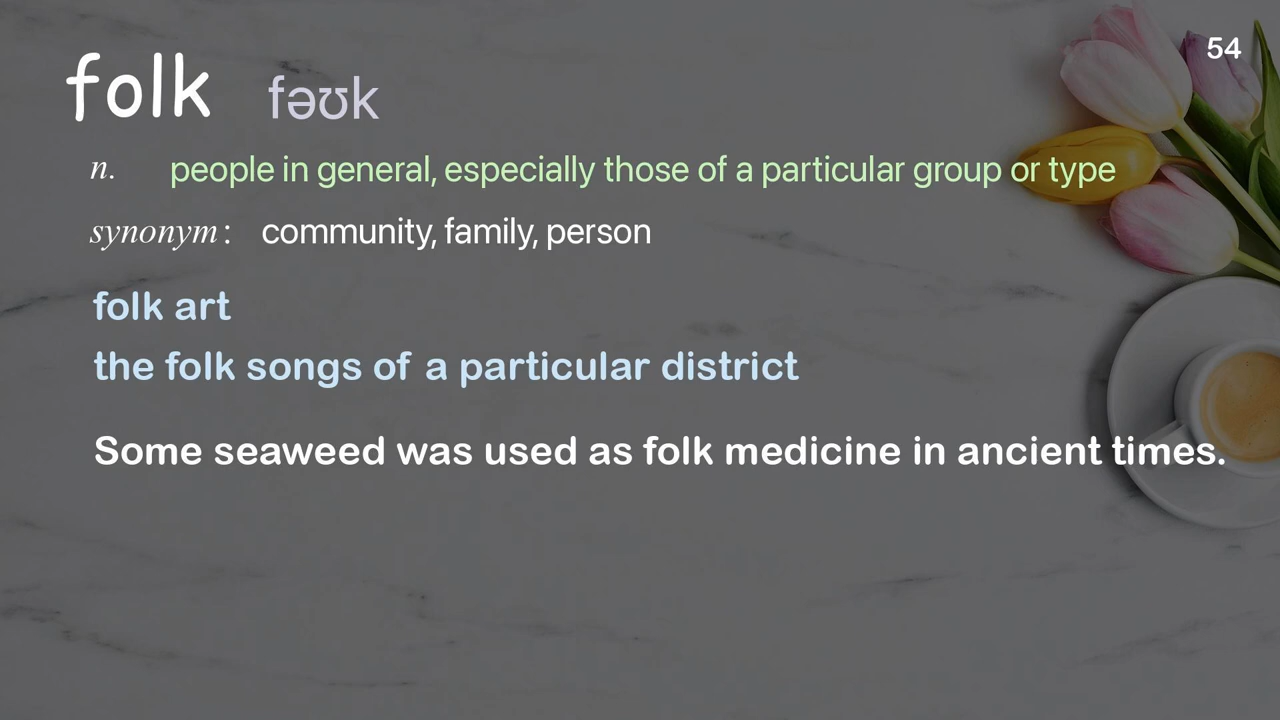 54
folk fəʊk
n. people in general, especially those of a particular group or type
synonym: community, family, person
folk art
the folk songs of a particular district
Some seaweed was used as folk medicine in ancient times.